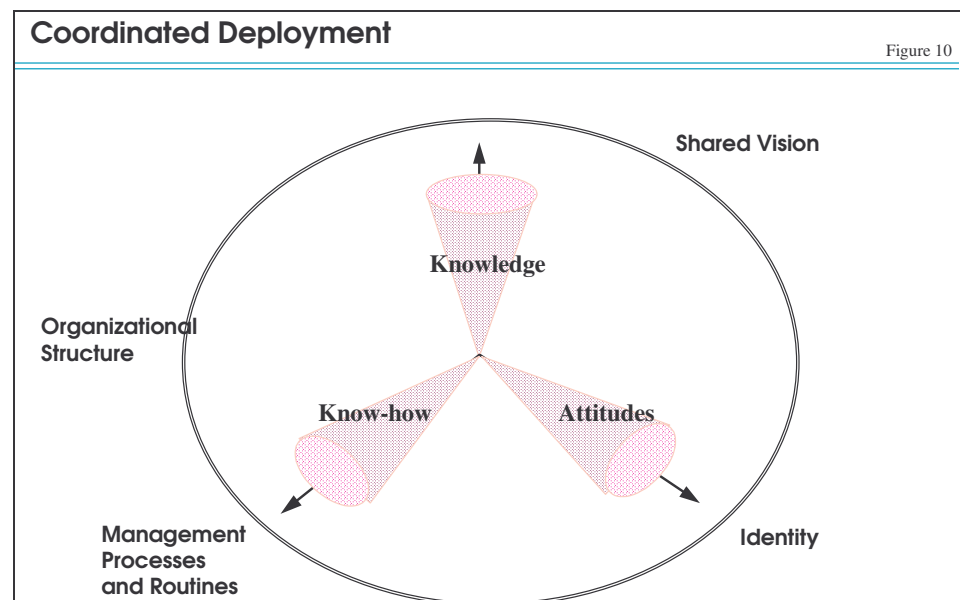 Coordinated Deployment
Figure 10
Shared Vision
Knowledge
Organizational
Structure
Know-how
Attitudes
Management
Processes
and Routines
Identity